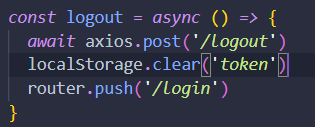 const logout = async () => {
  await axios.post('/logout')
  localStorage.clear('token')
  router.push('/login')
}